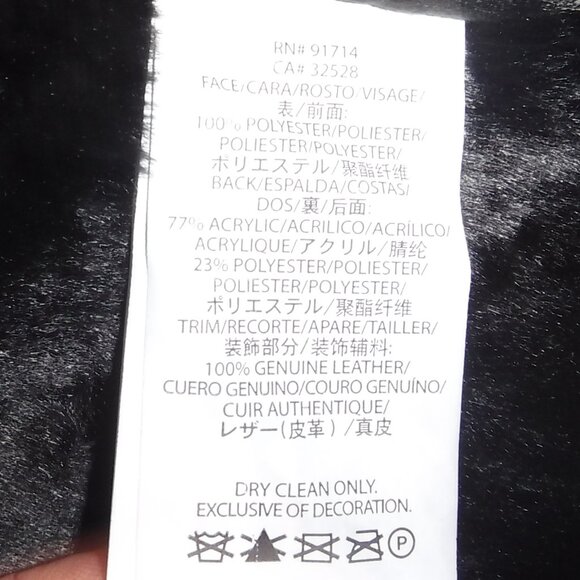 RN# 91714
CA# 32528
FACE/CARA/ROSTO/VISAGE/
表/前面:
100% POLYESTER/POLIESTER/
POLIESTER/POLYESTER/
ポリエステル/聚酯纤维
BACK/ESPALDA/COSTAS/
DOS/裏/后面:
77% ACRYLIC/ACRILICO/ACRÍLICO/
ACRYLIQUE/アクリル/腈纶
23% POLYESTER/POLIESTER/
POLIESTER/POLYESTER/
ポリエステル/聚酯纤维
TRIM/RECORTE/APARE/TAILLER/
装飾部分/装饰辅料:
100% GENUINE LEATHER/
CUERO GENUINO/COURO GENUÍNO/
CUIR AUTHENTIQUE/
レザー(皮革)/真皮
DRY CLEAN ONLY.
EXCLUSIVE OF DECORATION.
P